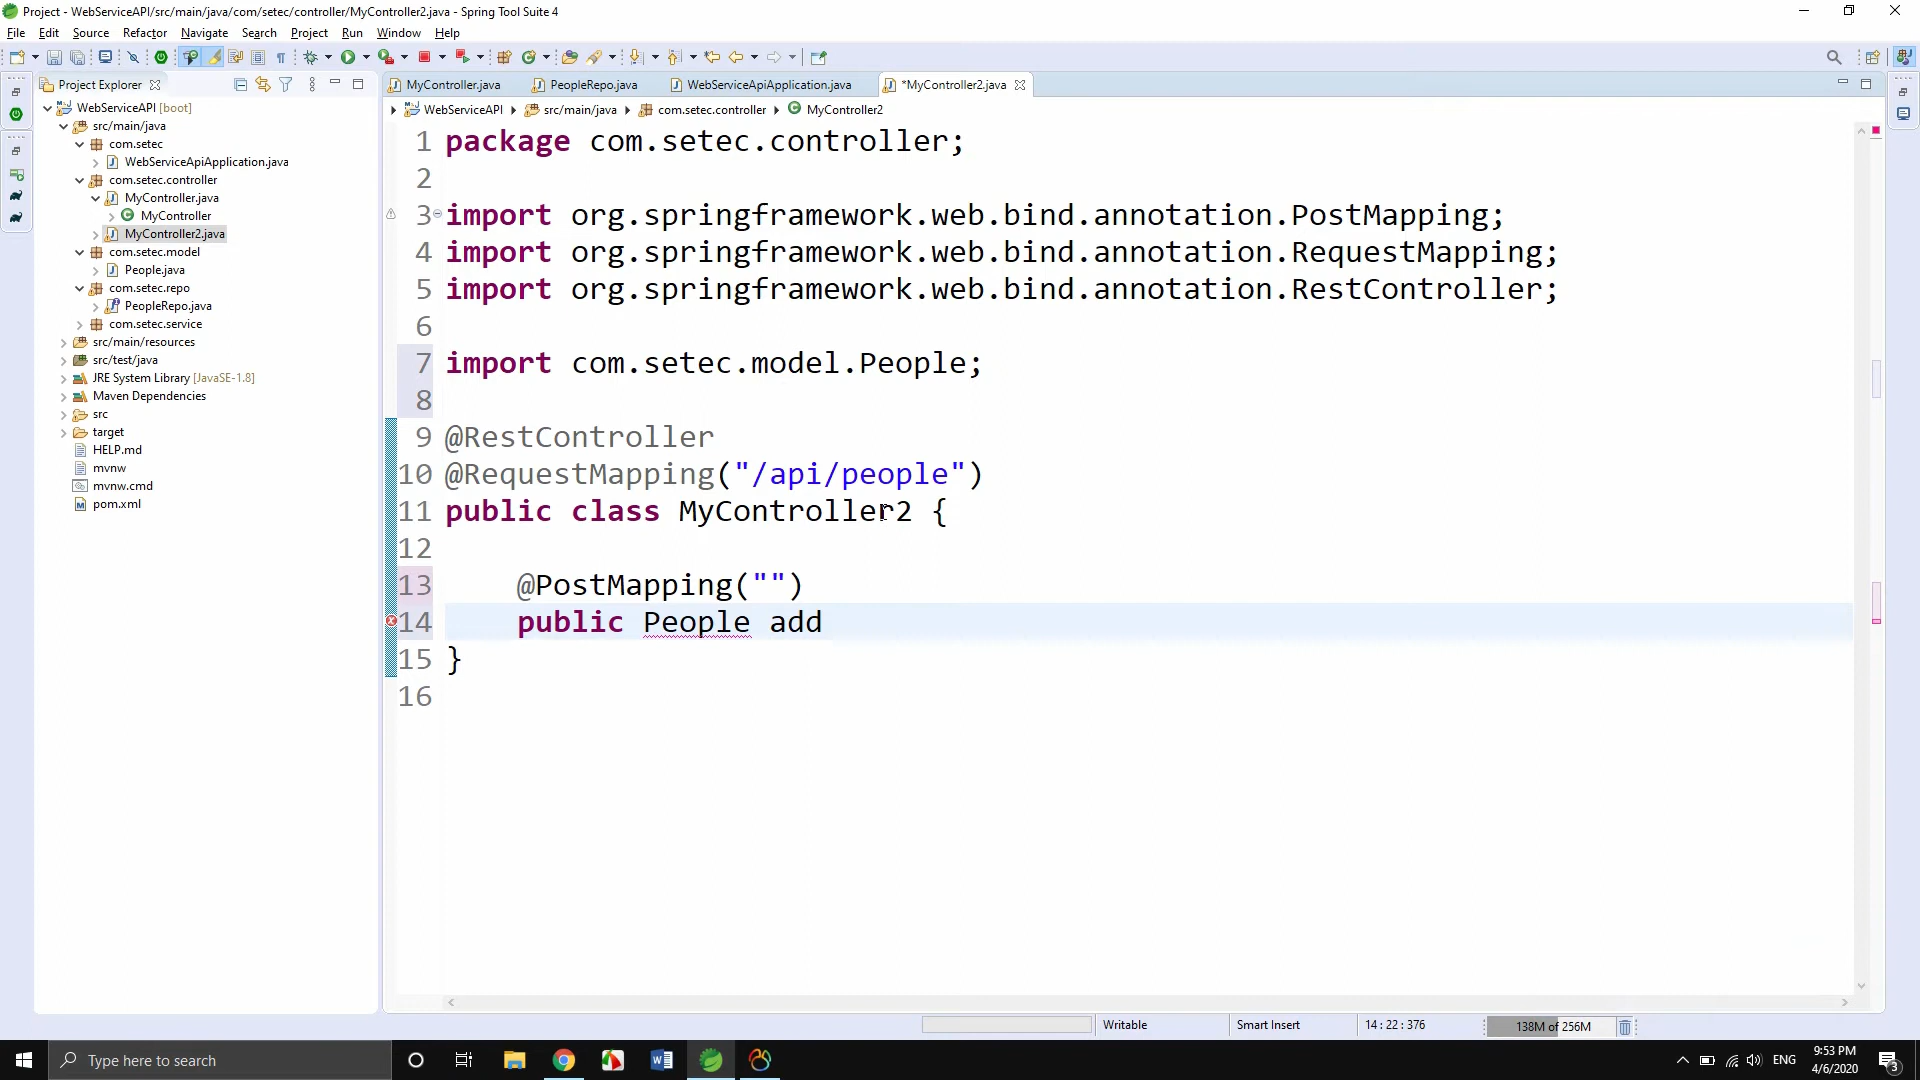 Project - WebServiceAPI/src/main/java/com/setec/controller/MyController2.java - Spring Tool Suite 4
File Edit Source Refactor Navigate Search Project Run Window Help
Project Explorer
WebServiceAPI [boot]
src/main/java
com.setec
WebServiceApiApplication.java
com.setec.controller
MyController.java
MyController
MyController2.java
com.setec.model
People.java
com.setec.repo
PeopleRepo.java
com.setec.service
src/main/resources
src/test/java
JRE System Library [JavaSE-1.8]
Maven Dependencies
src
target
HELP.md
mvnw
mvnw.cmd
pom.xml
MyController.java PeopleRepo.java WebServiceApiApplication.java *MyController2.java
WebServiceAPI src/main/java com.setec.controller MyController2
1 package com.setec.controller;
2
3 import org.springframework.web.bind.annotation.PostMapping;
4 import org.springframework.web.bind.annotation.RequestMapping;
5 import org.springframework.web.bind.annotation.RestController;
6
7 import com.setec.model.People;
8
9 @RestController
10 @RequestMapping("/api/people")
11 public class MyController2 {
12
13 @PostMapping("")
14 public People add
15 }
16
Writable Smart Insert 14 : 22 : 376 138M of 256M
Type here to search
ENG
9:53 PM
4/6/2020
3